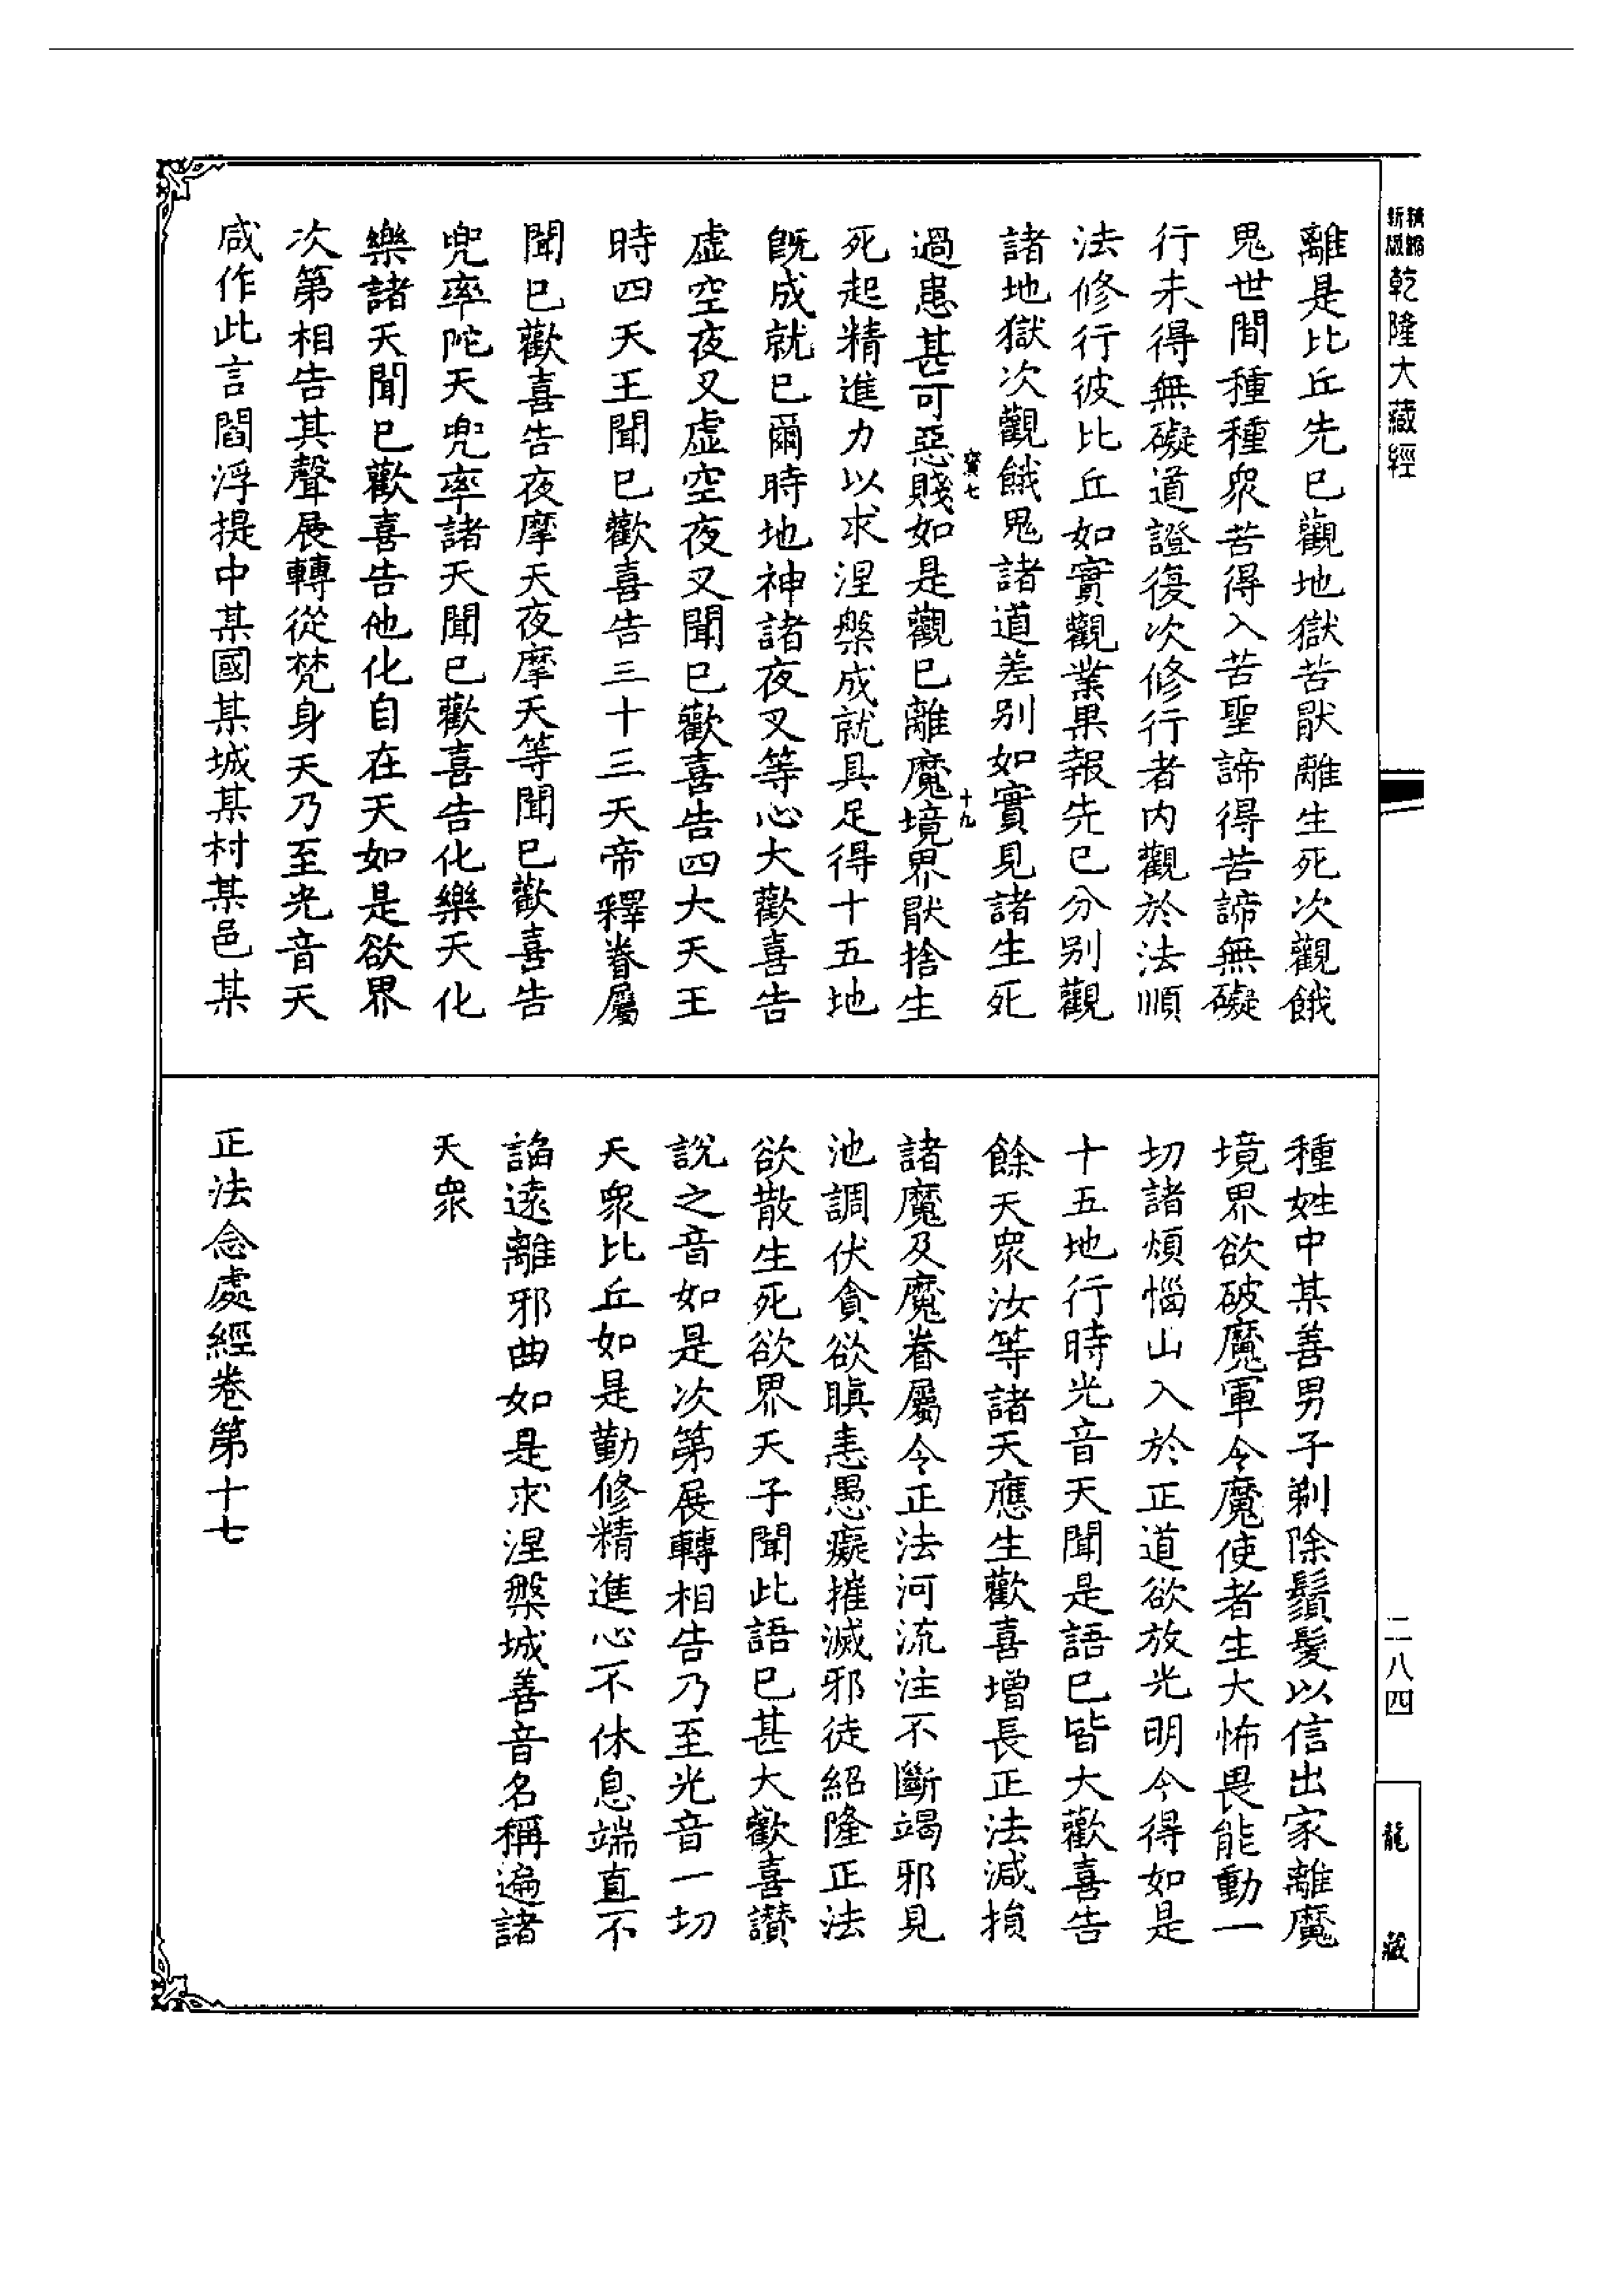 新版精縮乾隆大藏經
離是比丘先已觀地獄苦猒離生死次觀餓
鬼世間種種衆苦得入苦聖諦得苦諦無礙
行未得無礙道證復次修行者内觀於法順
法修行彼比丘如實觀業果報先已分别觀
諸地獄次觀餓鬼諸道差别如實見諸生死
寳七
十九
過患甚可惡賤如是觀已離魔境界猒捨生
死起精進力以求涅槃成就具足得十五地
旣成就已爾時地神諸夜叉等心大歡喜告
虚空夜叉虚空夜叉聞已歡喜告四大天王
時四天王聞已歡喜告三十三天帝釋眷屬
聞已歡喜告夜摩天夜摩天等聞已歡喜告
兜率陀天兜率諸天聞已歡喜告化樂天化
樂諸天聞已歡喜告他化自在天如是欲界
次第相告其聲展轉從梵身天乃至光音天
咸作此言閻浮提中某國某城某村某邑某
種姓中某善男子剃除鬚髮以信出家離魔
境界欲破魔軍令魔使者生大怖畏能動一
切諸煩惱山入於正道欲放光明今得如是
十五地行時光音天聞是語已皆大歡喜告
餘天衆汝等諸天應生歡喜增長正法減損
諸魔及魔眷屬令正法河流注不斷竭邪見
池調伏貪欲瞋恚愚癡摧滅邪徒紹隆正法
欲散生死欲界天子聞此語已甚大歡喜讃
說之音如是次第展轉相告乃至光音一切
天衆比丘如是勤修精進心不休息端直不
諂遠離邪曲如是求涅槃城善音名稱遍諸
天衆
正法念處經卷第十七
二八四
龍藏